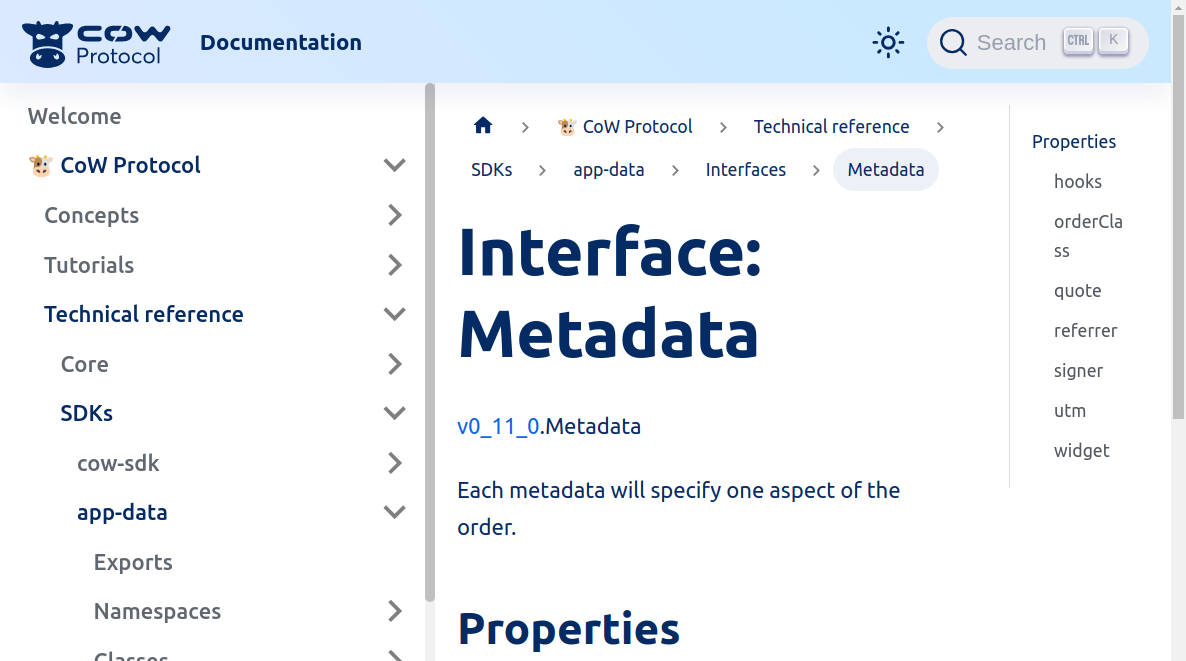 COW
Protocol
Documentation
Search CTRL K
Welcome
CoW Protocol
Concepts
Tutorials
Technical reference
Core
SDKs
cow-sdk
app-data
Exports
Namespaces
Classes
CoW Protocol
Technical reference
SDKs
app-data
Interfaces
Metadata
Interface:
Metadata
v0_11_0.Metadata
Each metadata will specify one aspect of the
order.
Properties
Properties
hooks
orderCla
ss
quote
referrer
signer
utm
widget